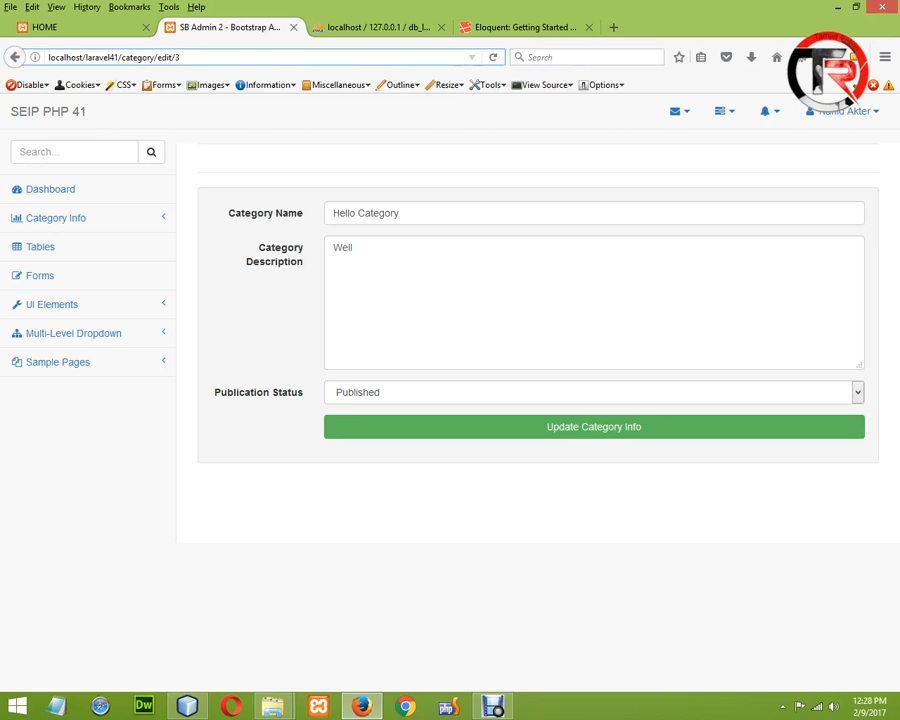 File Edit View History Bookmarks Tools Help
HOME
SB Admin 2 - Bootstrap A...
localhost / 127.0.0.1 / db_l...
Eloquent: Getting Started ...
localhost/laravel41/category/edit/3
Search
Disable Cookies CSS Forms Images Information Miscellaneous Outline Resize Tools View Source Options
SEIP PHP 41
Akter
Search...
Dashboard
Category Info
Tables
Forms
UI Elements
Multi-Level Dropdown
Sample Pages
Category Name
Hello Category
Category Description
Well
Publication Status
Published
Update Category Info
Dw
php
12:28 PM
2/9/2017